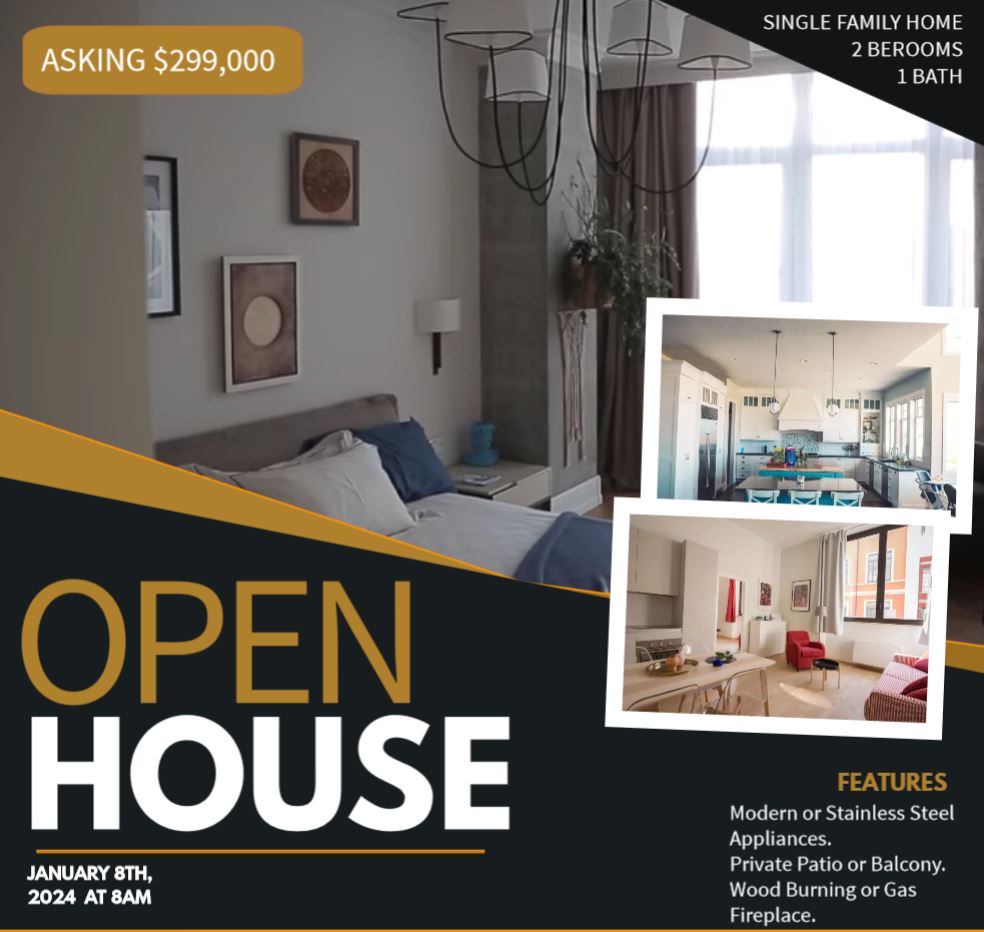 ASKING $299,000
SINGLE FAMILY HOME
2 BEROOMS
1 BATH
OPEN
HOUSE
JANUARY 8TH,
2024 AT 8AM
FEATURES
Modern or Stainless Steel
Appliances.
Private Patio or Balcony.
Wood Burning or Gas
Fireplace.